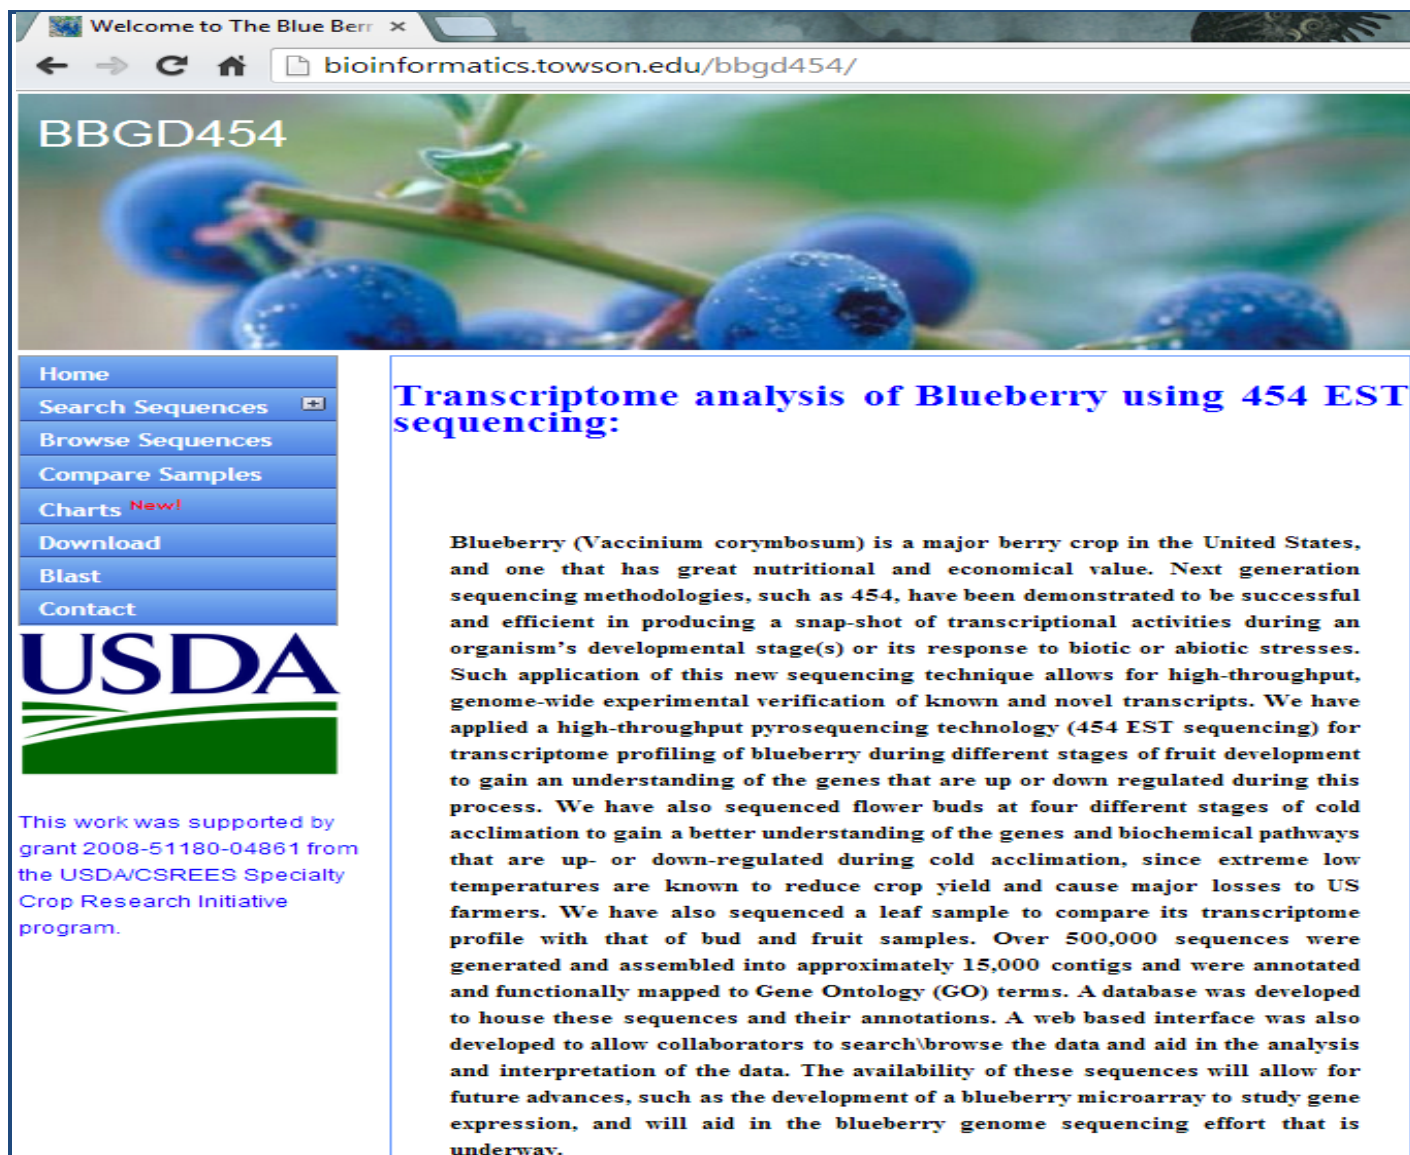 Welcome to The Blue Berr
bioinformatics.towson.edu/bbgd454/
BBGD454
Home
Search Sequences
Browse Sequences
Compare Samples
Charts New!
Download
Blast
Contact
USDA
This work was supported by
grant 2008-51180-04861 from
the USDA/CSREES Specialty
Crop Research Initiative
program.
Transcriptome analysis of Blueberry using 454 EST
sequencing:
Blueberry (Vaccinium corymbosum) is a major berry crop in the United States,
and one that has great nutritional and economical value. Next generation
sequencing methodologies, such as 454, have been demonstrated to be successful
and efficient in producing a snap-shot of transcriptional activities during an
organism's developmental stage(s) or its response to biotic or abiotic stresses.
Such application of this new sequencing technique allows for high-throughput,
genome-wide experimental verification of known and novel transcripts. We have
applied a high-throughput pyrosequencing technology (454 EST sequencing) for
transcriptome profiling of blueberry during different stages of fruit development
to gain an understanding of the genes that are up or down regulated during this
process. We have also sequenced flower buds at four different stages of cold
acclimation to gain a better understanding of the genes and biochemical pathways
that are up- or down-regulated during cold acclimation, since extreme low
temperatures are known to reduce crop yield and cause major losses to US
farmers. We have also sequenced a leaf sample to compare its transcriptome
profile with that of bud and fruit samples. Over 500,000 sequences were
generated and assembled into approximately 15,000 contigs and were annotated
and functionally mapped to Gene Ontology (GO) terms. A database was developed
to house these sequences and their annotations. A web based interface was also
developed to allow collaborators to search\browse the data and aid in the analysis
and interpretation of the data. The availability of these sequences will allow for
future advances, such as the development of a blueberry microarray to study gene
expression, and will aid in the blueberry genome sequencing effort that is
underway.